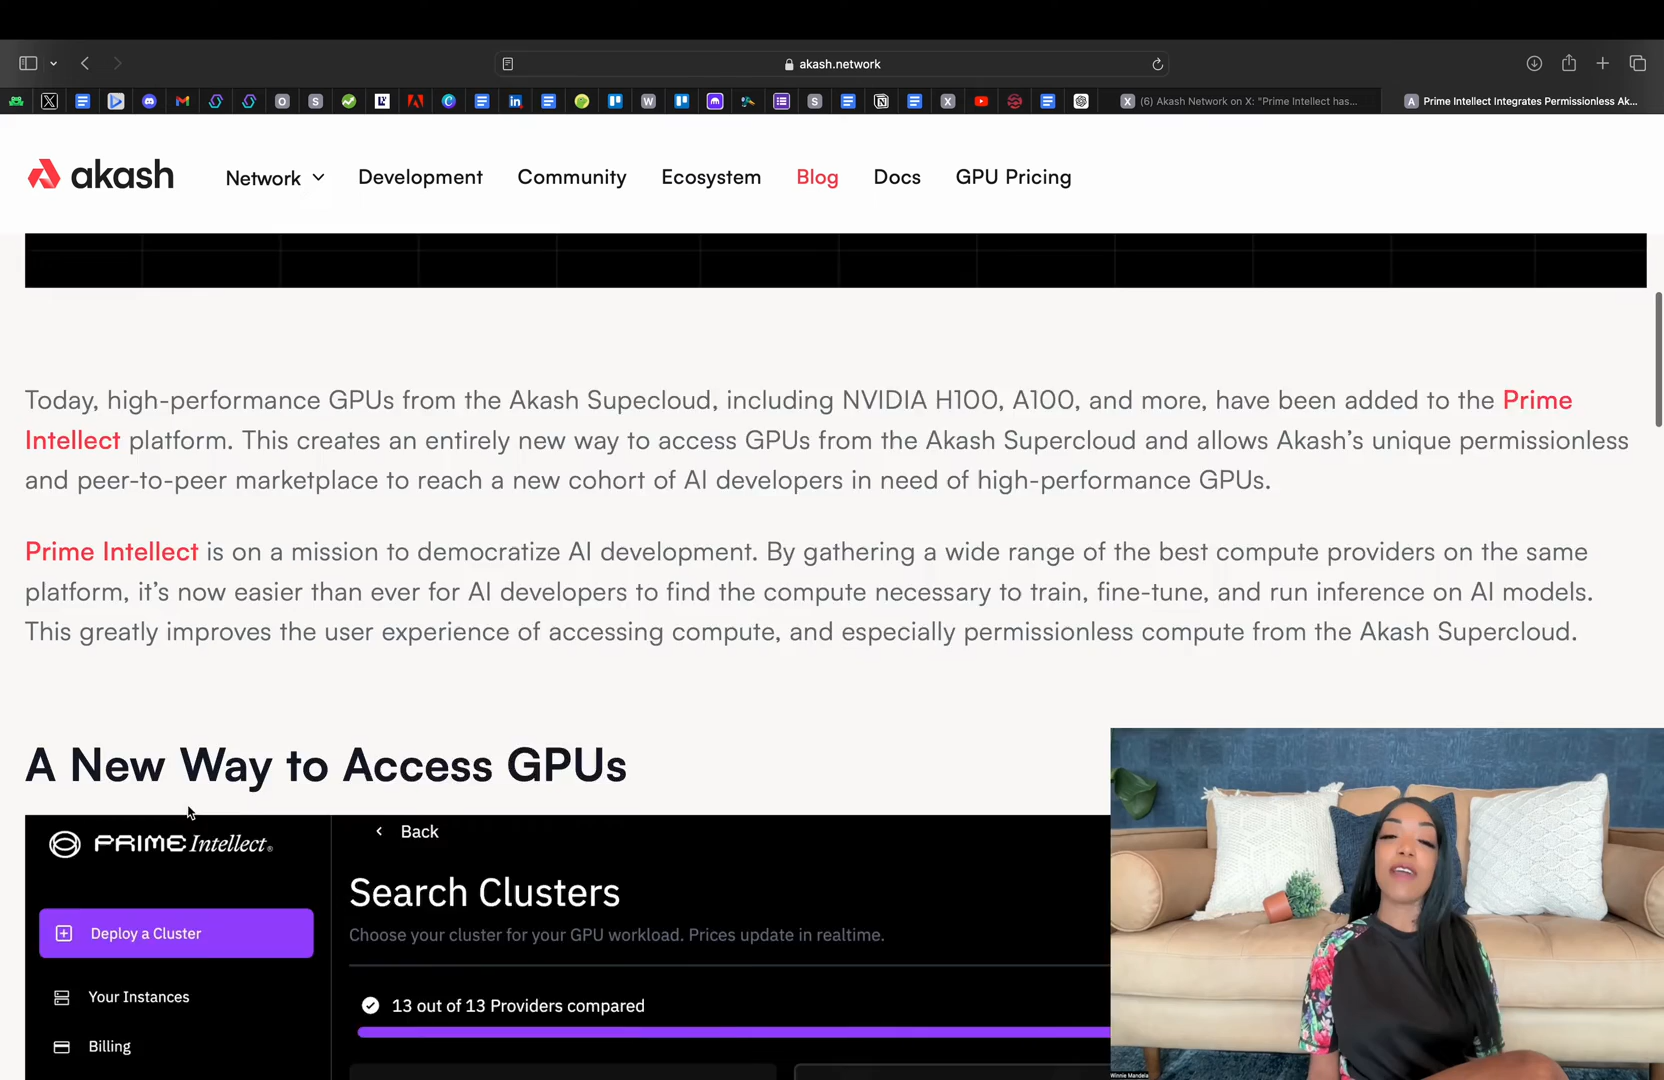 akash.network
(6) Akash Network on X: "Prime Intellect has...
Prime Intellect Integrates Permissionless Ak...
akash
Network
Development
Community
Ecosystem
Blog
Docs
GPU Pricing
Today, high-performance GPUs from the Akash Supecloud, including NVIDIA H100, A100, and more, have been added to the Prime
Intellect platform. This creates an entirely new way to access GPUs from the Akash Supercloud and allows Akash’s unique permissionless
and peer-to-peer marketplace to reach a new cohort of AI developers in need of high-performance GPUs.
Prime Intellect is on a mission to democratize AI development. By gathering a wide range of the best compute providers on the same
platform, it’s now easier than ever for AI developers to find the compute necessary to train, fine-tune, and run inference on AI models.
This greatly improves the user experience of accessing compute, and especially permissionless compute from the Akash Supercloud.
A New Way to Access GPUs
PRIME Intellect®
Deploy a Cluster
Your Instances
Billing
Back
Search Clusters
Choose your cluster for your GPU workload. Prices update in realtime.
13 out of 13 Providers compared
Winnie Mandela